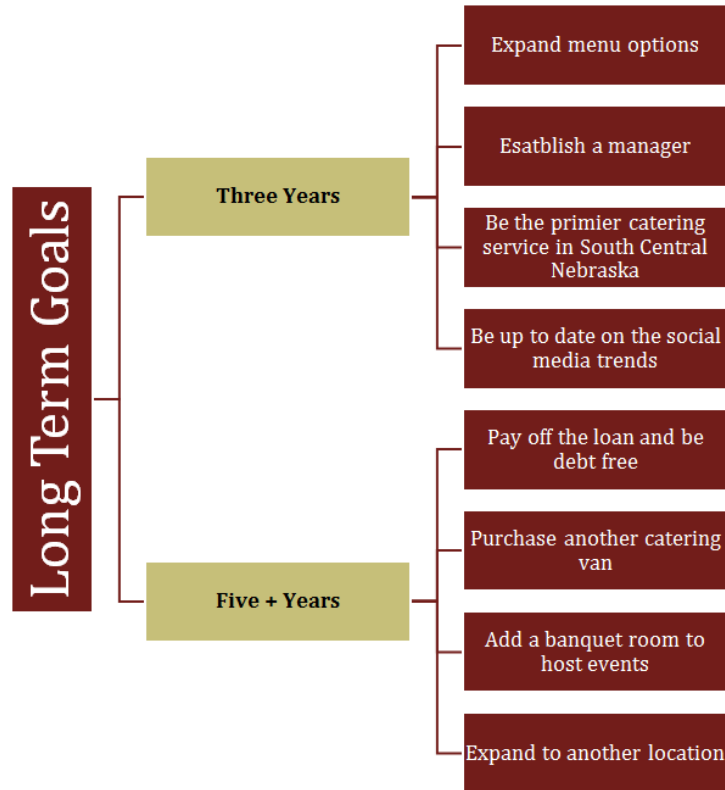 Long Term Goals
Three Years
Expand menu options
Esatblish a manager
Be the primier catering
service in South Central
Nebraska
Be up to date on the social
media trends
Five + Years
Pay off the loan and be
debt free
Purchase another catering
van
Add a banquet room to
host events
Expand to another location